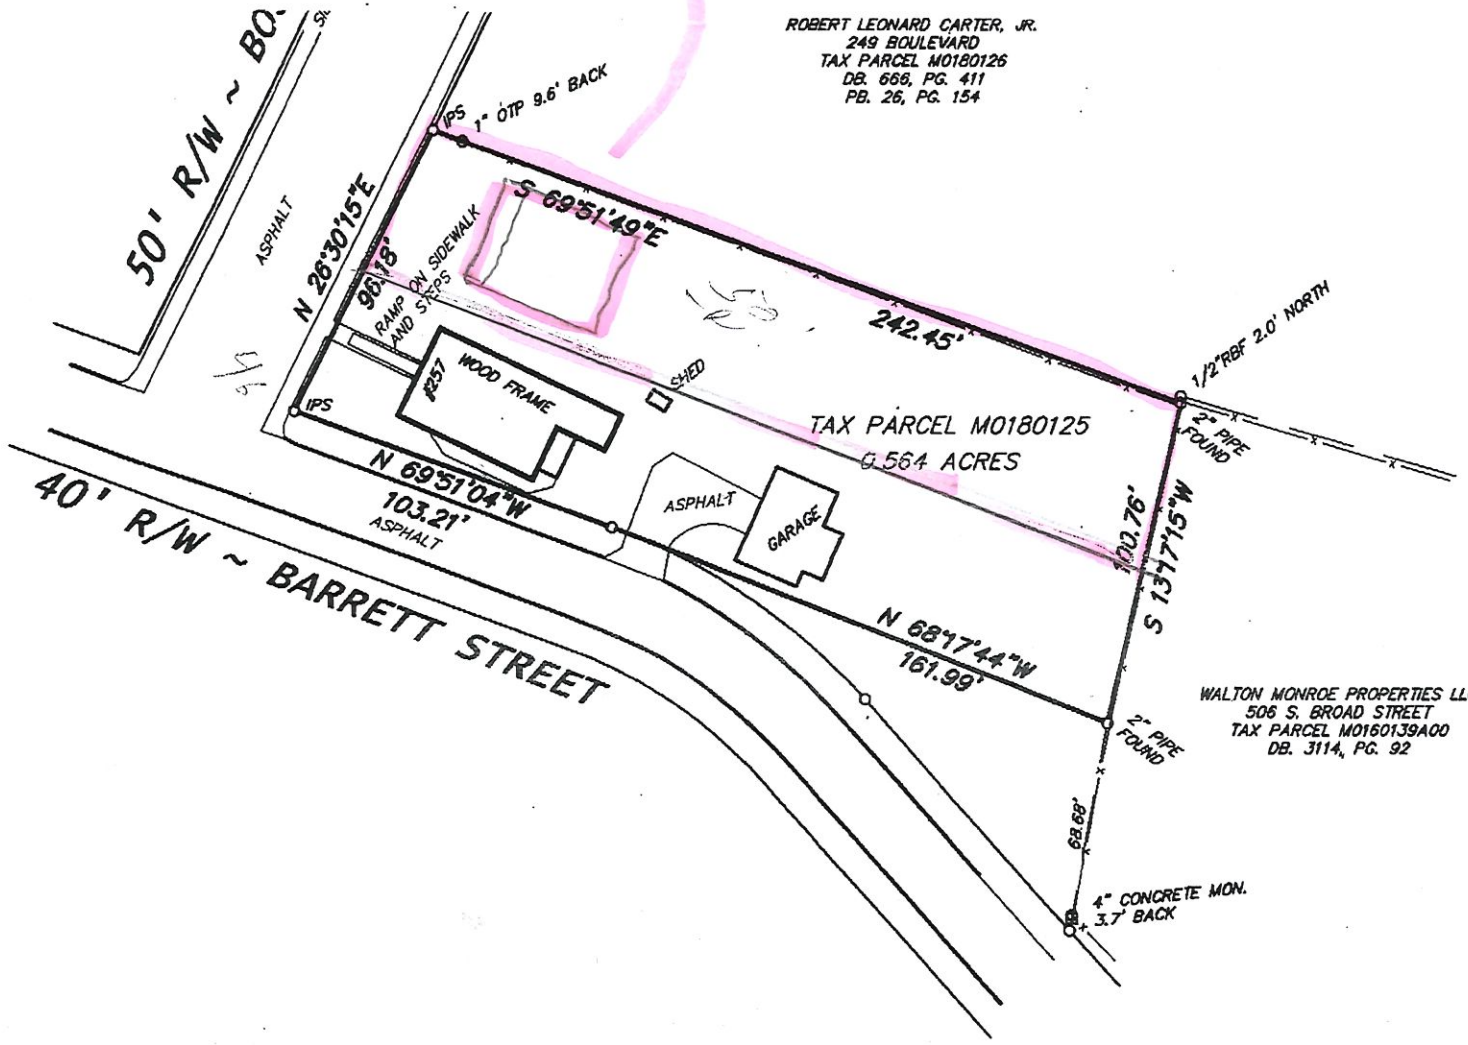 ROBERT LEONARD CARTER, JR.
249 BOULEVARD
TAX PARCEL M0180126
DB. 666, PG. 411
PB. 26, PG. 154
50' R/W ~ BO
ASPHALT
IPS
1" OTP 9.6' BACK
N 26°30'15"E
96.18'
RAMP ON SIDEWALK
AND STEPS
S 69°51'49"E
242.45'
1/2"RBF 2.0' NORTH
2" PIPE
FOUND
#257
WOOD FRAME
SHED
TAX PARCEL M0180125
0.564 ACRES
IPS
N 69°51'04"W
103.21'
ASPHALT
ASPHALT
GARAGE
100.76'
S 13°17'15"W
N 68°17'44"W
161.99'
40' R/W ~ BARRETT STREET
WALTON MONROE PROPERTIES LL
506 S. BROAD STREET
TAX PARCEL M0160139A00
DB. 3114, PG. 92
2" PIPE
FOUND
68.68'
4" CONCRETE MON.
3.7' BACK